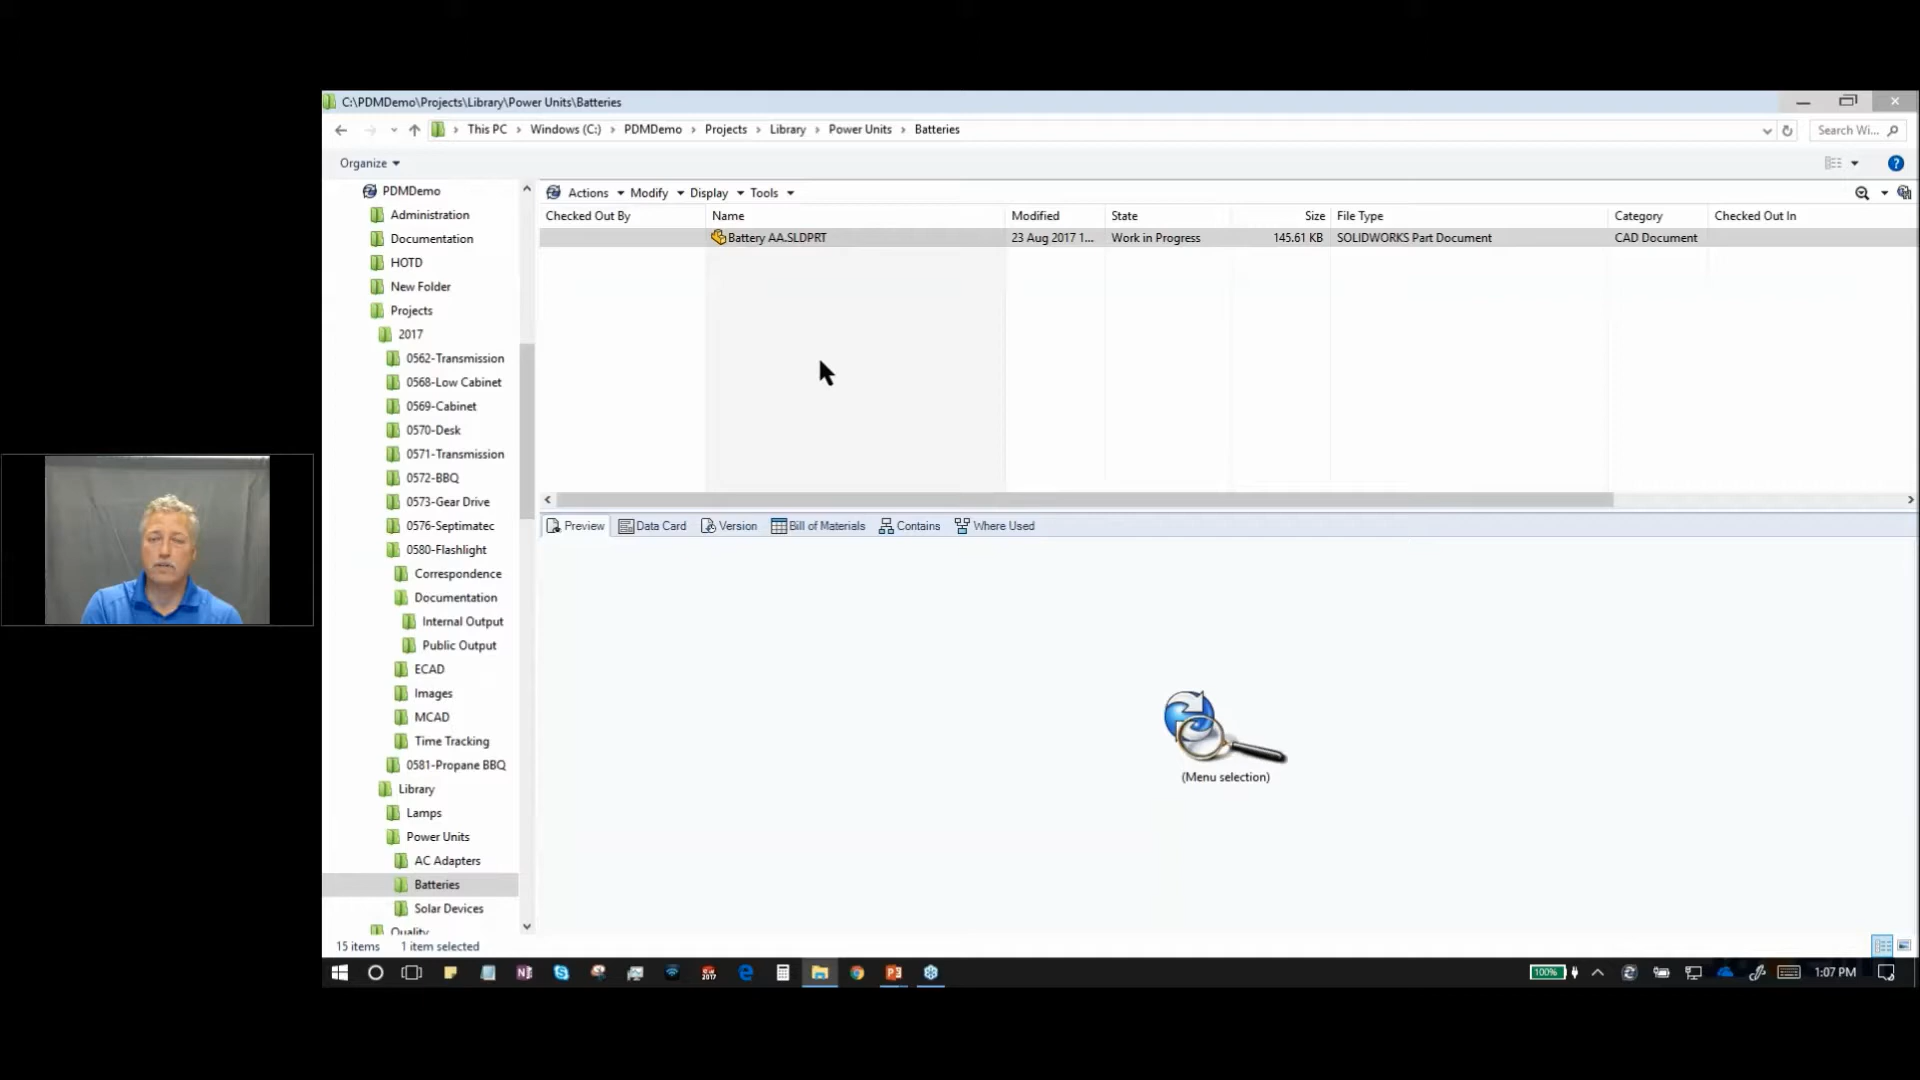 C:\PDMDemo\Projects\Library\Power Units\Batteries
This PC > Windows (C:) > PDMDemo > Projects > Library > Power Units > Batteries
Search Wi...
Organize
PDMDemo
Administration
Documentation
HOTD
New Folder
Projects
2017
0562-Transmission
0568-Low Cabinet
0569-Cabinet
0570-Desk
0571-Transmission
0572-BBQ
0573-Gear Drive
0576-Septimatec
0580-Flashlight
Correspondence
Documentation
Internal Output
Public Output
ECAD
Images
MCAD
Time Tracking
0581-Propane BBQ
Library
Lamps
Power Units
AC Adapters
Batteries
Solar Devices
Quality
Actions Modify Display Tools
Checked Out By Name Modified State Size File Type Category Checked Out In
Battery AA.SLDPRT 23 Aug 2017 1... Work in Progress 145.61 KB SOLIDWORKS Part Document CAD Document
Preview Data Card Version Bill of Materials Contains Where Used
(Menu selection)
15 items 1 item selected
100% 1:07 PM